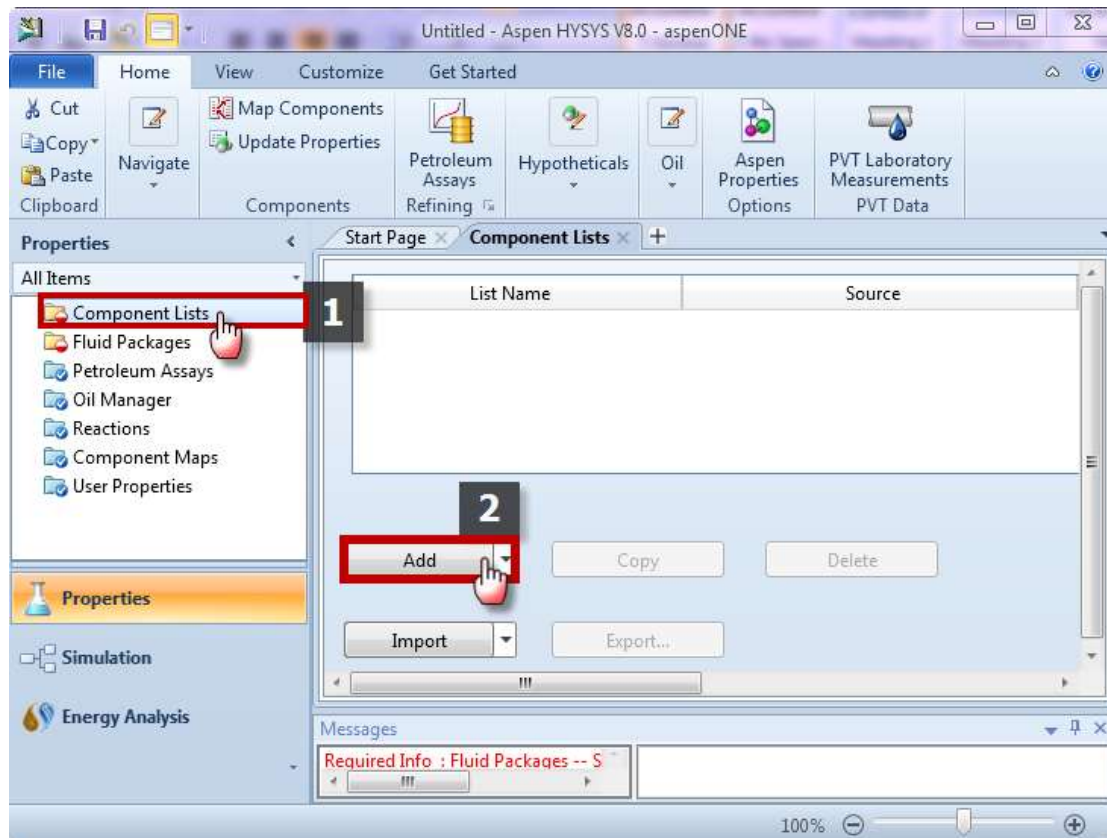 Untitled - Aspen HYSYS V8.0 - aspenONE
File Home View Customize Get Started
Cut
Copy
Paste
Clipboard
Navigate
Map Components
Update Properties
Components
Petroleum
Assays
Refining
Hypotheticals
Oil
Aspen
Properties
Options
PVT Laboratory
Measurements
PVT Data
Properties
All Items
Component Lists
Fluid Packages
Petroleum Assays
Oil Manager
Reactions
Component Maps
User Properties
1
Properties
Simulation
Energy Analysis
Start Page Component Lists
List Name Source
2
Add Copy Delete
Import Export...
Messages
Required Info : Fluid Packages -- S
100%